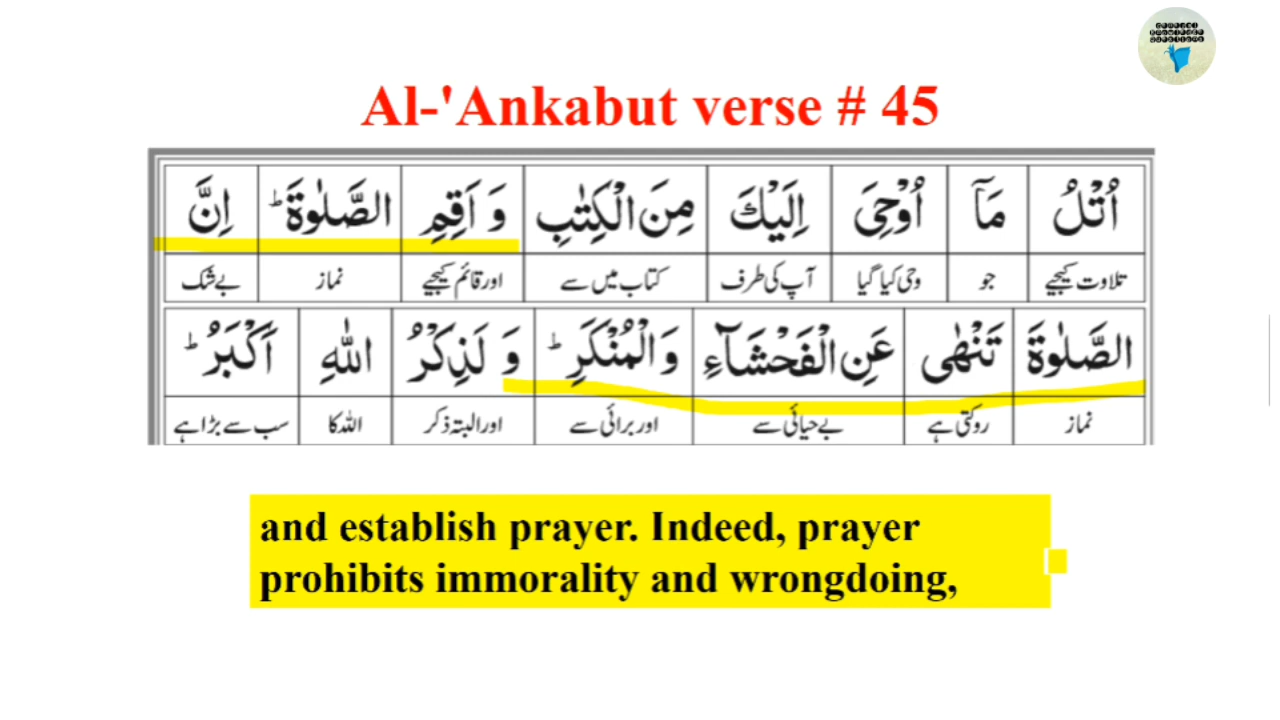 GENERAL
KNOWLEDGE
QUESTIONS
Al-'Ankabut verse # 45
اُتْلُ مَاۤ اُوْحِیَ اِلَیْكَ مِنَ الْكِتٰبِ وَ اَقِمِ الصَّلٰوةَ ؕ اِنَّ
تلاوت کیجیے جو وحی کیا گیا آپ کی طرف کتاب میں سے اور قائم کیجیے نماز بے شک
الصَّلٰوةَ تَنْهٰی عَنِ الْفَحْشَآءِ وَ الْمُنْكَرِ ؕ وَ لَذِكْرُ اللّٰهِ اَكْبَرُ ؕ
نماز روکتی ہے بے حیائی سے اور برائی سے اور البتہ ذکر اللہ کا سب سے بڑا ہے
and establish prayer. Indeed, prayer
prohibits immorality and wrongdoing,